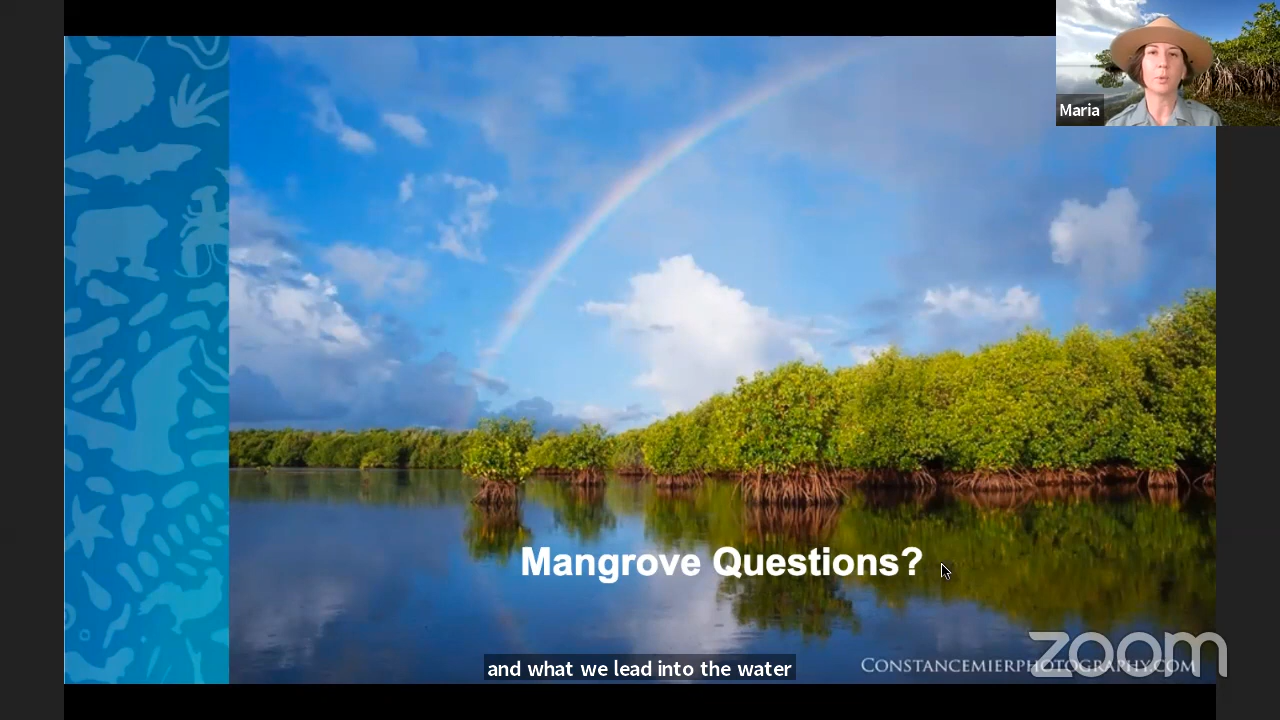 Maria
Mangrove Questions?
and what we lead into the water
CONSTANCEMIERPHOTOGRAPHY.COM
zoom